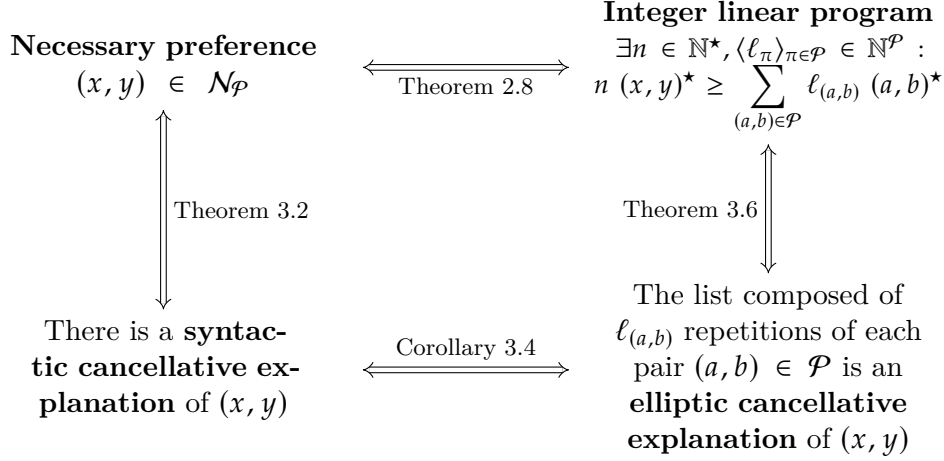 Necessary preference
(x, y) ∈ 𝒩_𝒫
Theorem 2.8
Integer linear program
∃n ∈ ℕ⋆, ⟨ℓ_π⟩_{π∈𝒫} ∈ ℕ^𝒫 :
n (x, y)⋆ ≥ ∑_{(a,b)∈𝒫} ℓ_(a,b) (a, b)⋆
Theorem 3.2
Theorem 3.6
There is a syntac-
tic cancellative ex-
planation of (x, y)
Corollary 3.4
The list composed of
ℓ_(a,b) repetitions of each
pair (a, b) ∈ 𝒫 is an
elliptic cancellative
explanation of (x, y)